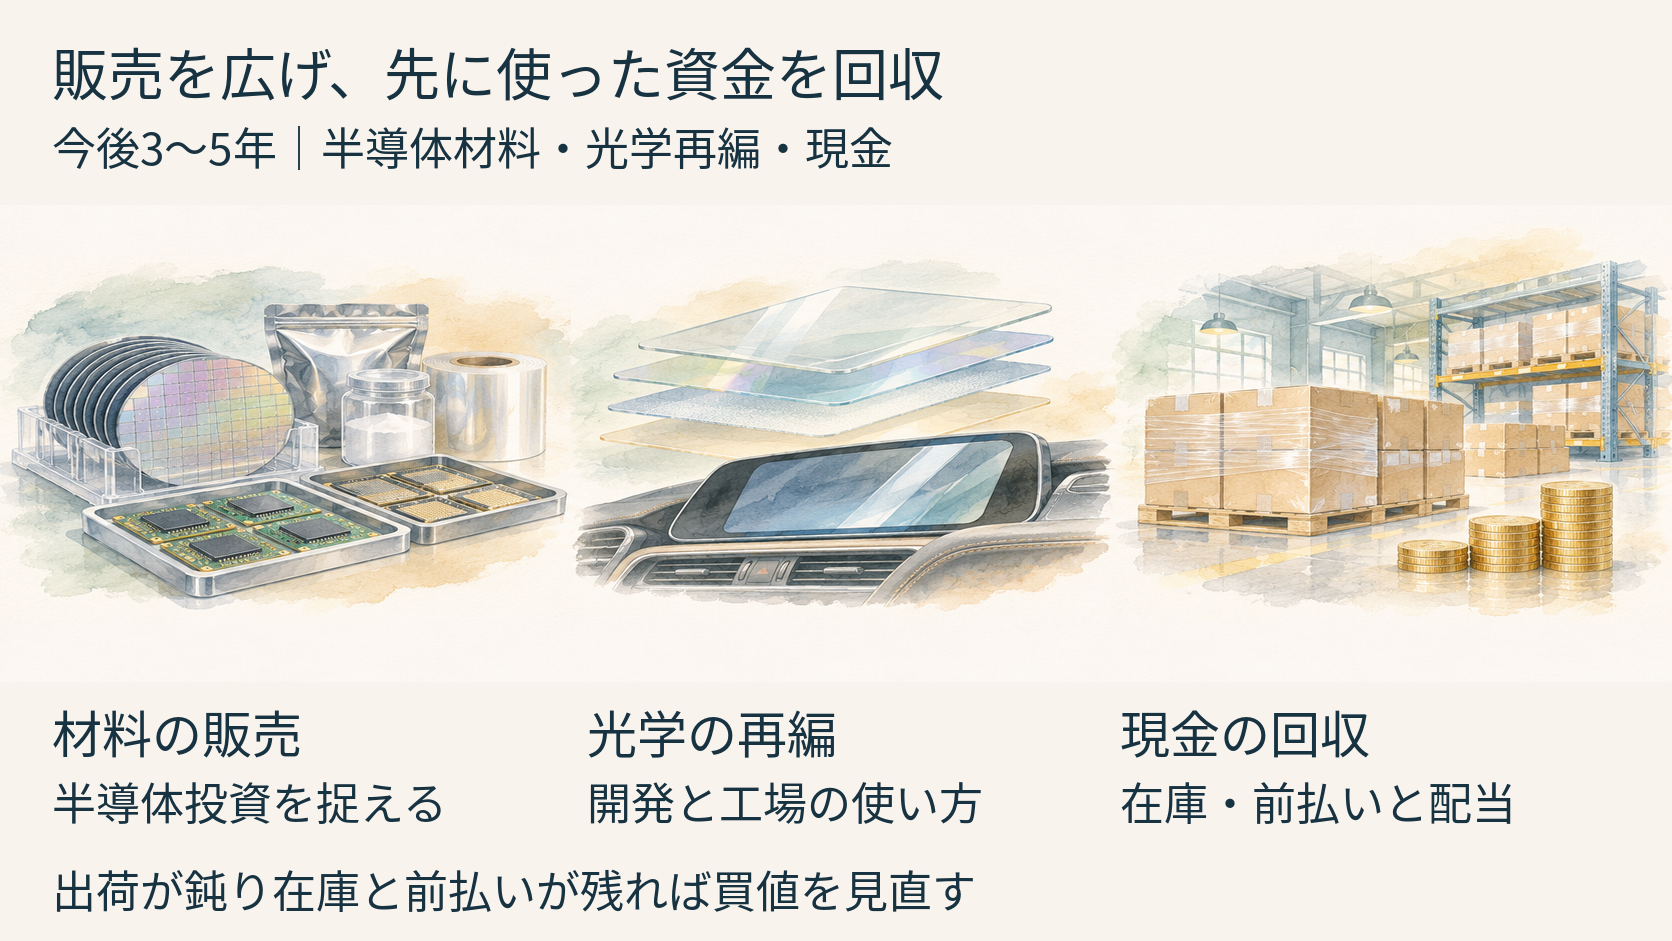 販売を広げ、先に使った資金を回収
今後3〜5年｜半導体材料・光学再編・現金
材料の販売
半導体投資を捉える
光学の再編
開発と工場の使い方
現金の回収
在庫・前払いと配当
出荷が鈍り在庫と前払いが残れば買値を見直す